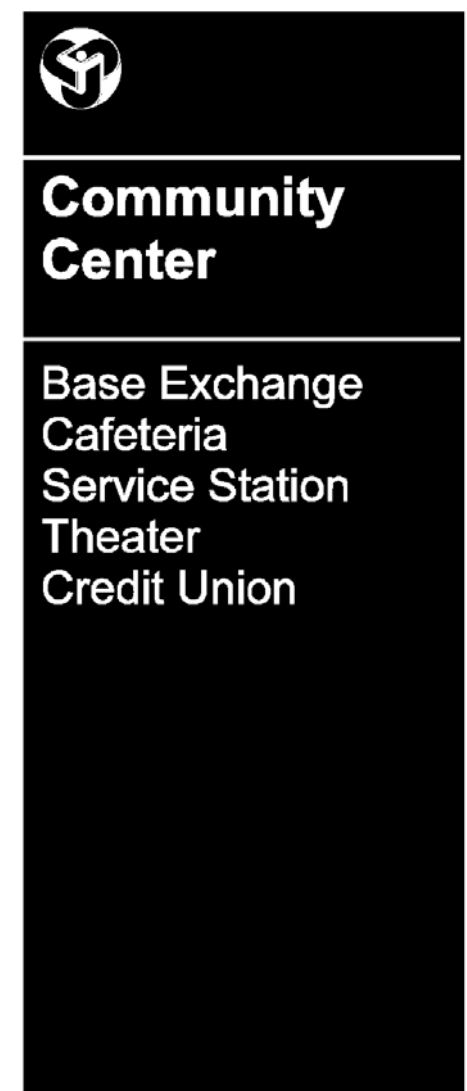 Community
Center
Base Exchange
Cafeteria
Service Station
Theater
Credit Union